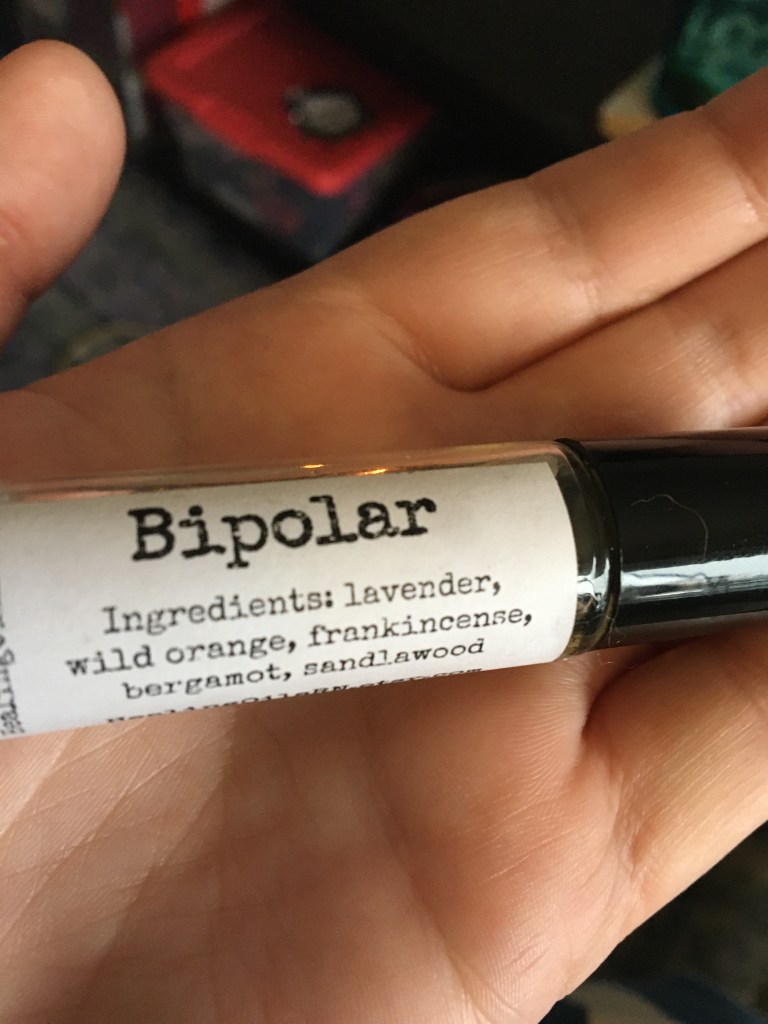 Bipolar
Ingredients: lavender,
wild orange, frankincense,
bergamot, sandlawood